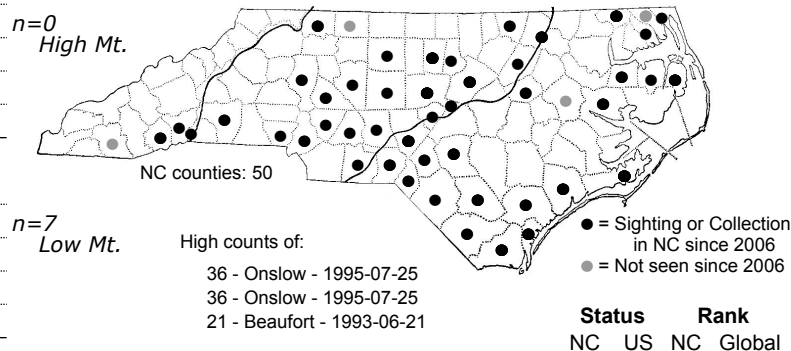 n=0
High Mt.
NC counties: 50
n=7
Low Mt.
High counts of:
36 - Onslow - 1995-07-25
36 - Onslow - 1995-07-25
21 - Beaufort - 1993-06-21
= Sighting or Collection
in NC since 2006
= Not seen since 2006
Status Rank
NC US NC Global